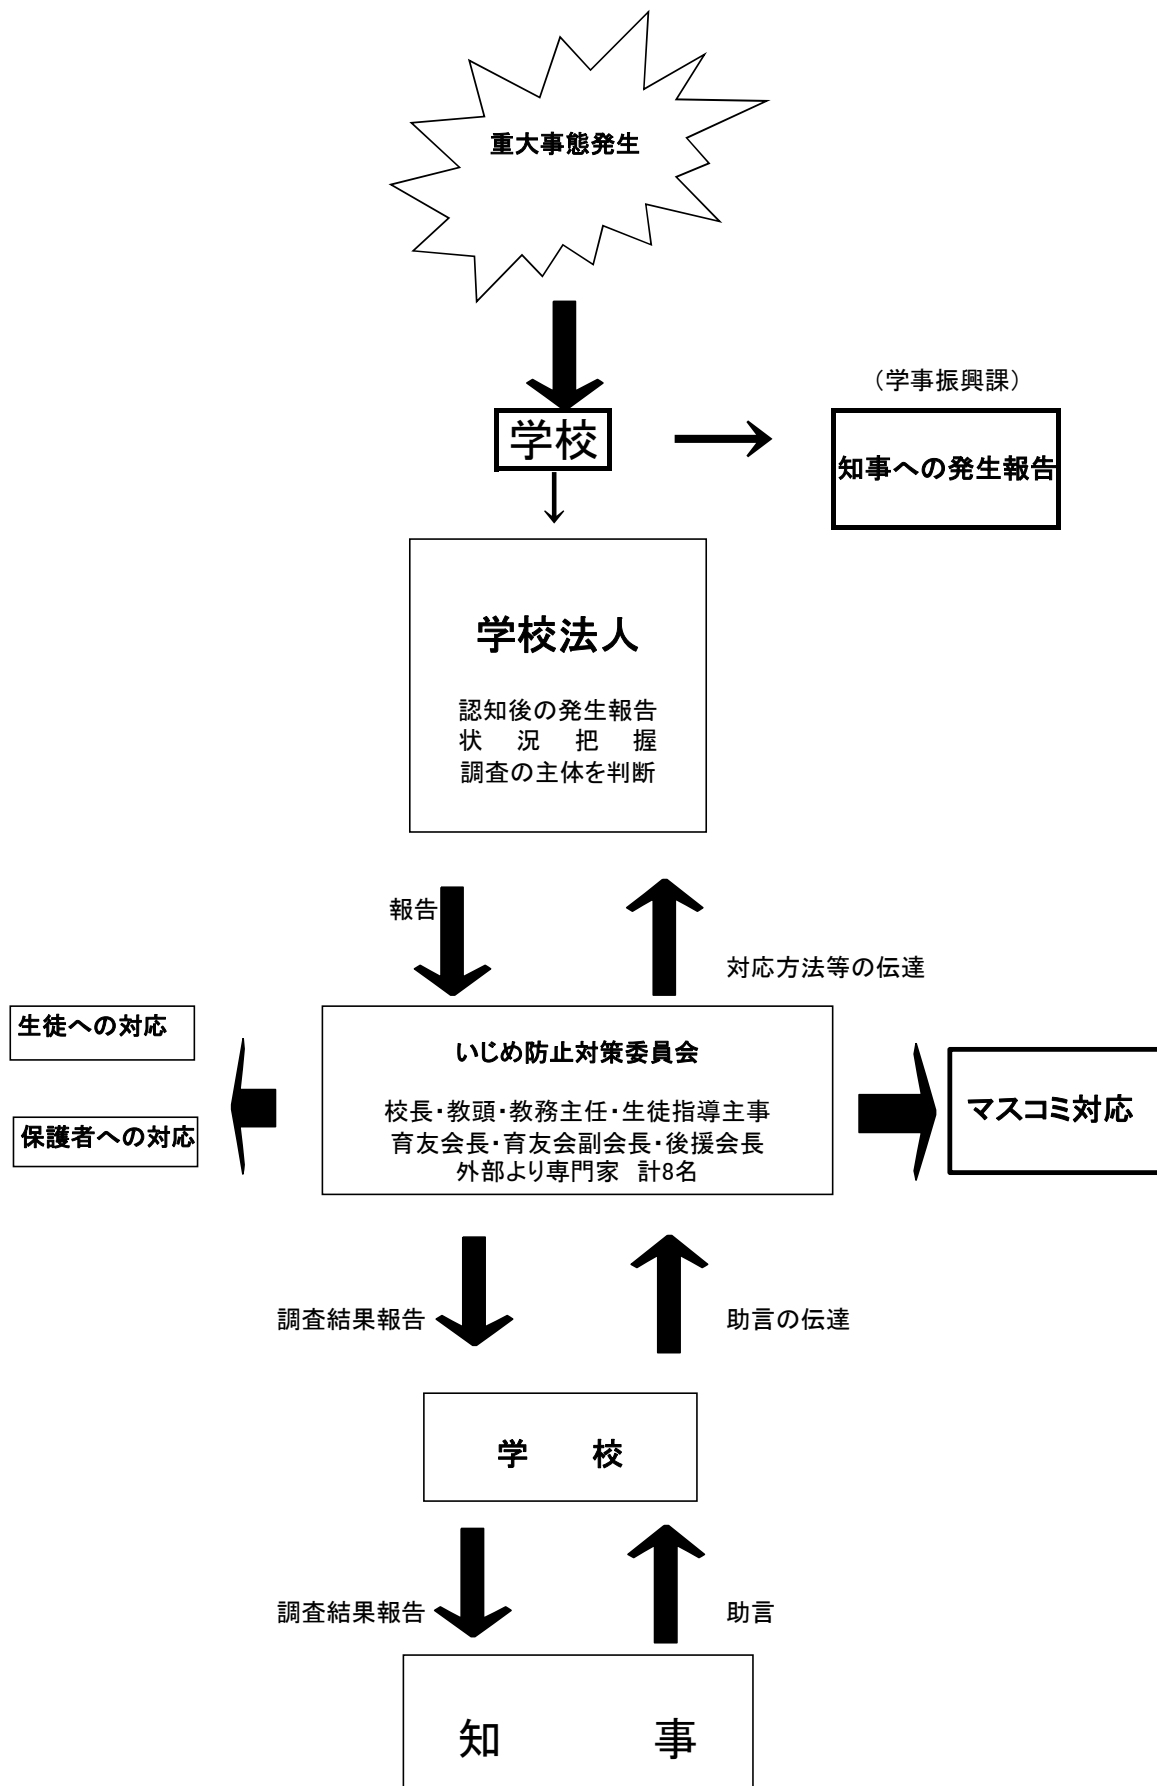 重大事態発生
（学事振興課）
学校
知事への発生報告
学校法人
認知後の発生報告
状　況　把　握
調査の主体を判断
報告
対応方法等の伝達
生徒への対応
保護者への対応
いじめ防止対策委員会
校長・教頭・教務主任・生徒指導主事
育友会長・育友会副会長・後援会長
外部より専門家　計8名
マスコミ対応
調査結果報告
助言の伝達
学　校
調査結果報告
助言
知　事